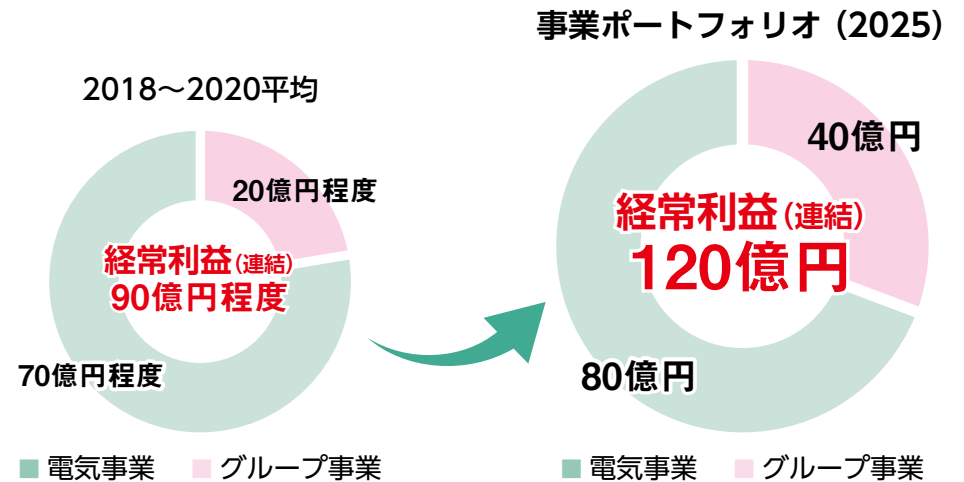 2018〜2020平均
20億円程度
経常利益(連結)
90億円程度
70億円程度
■ 電気事業 ■ グループ事業
事業ポートフォリオ（2025）
40億円
経常利益(連結)
120億円
80億円
■ 電気事業 ■ グループ事業